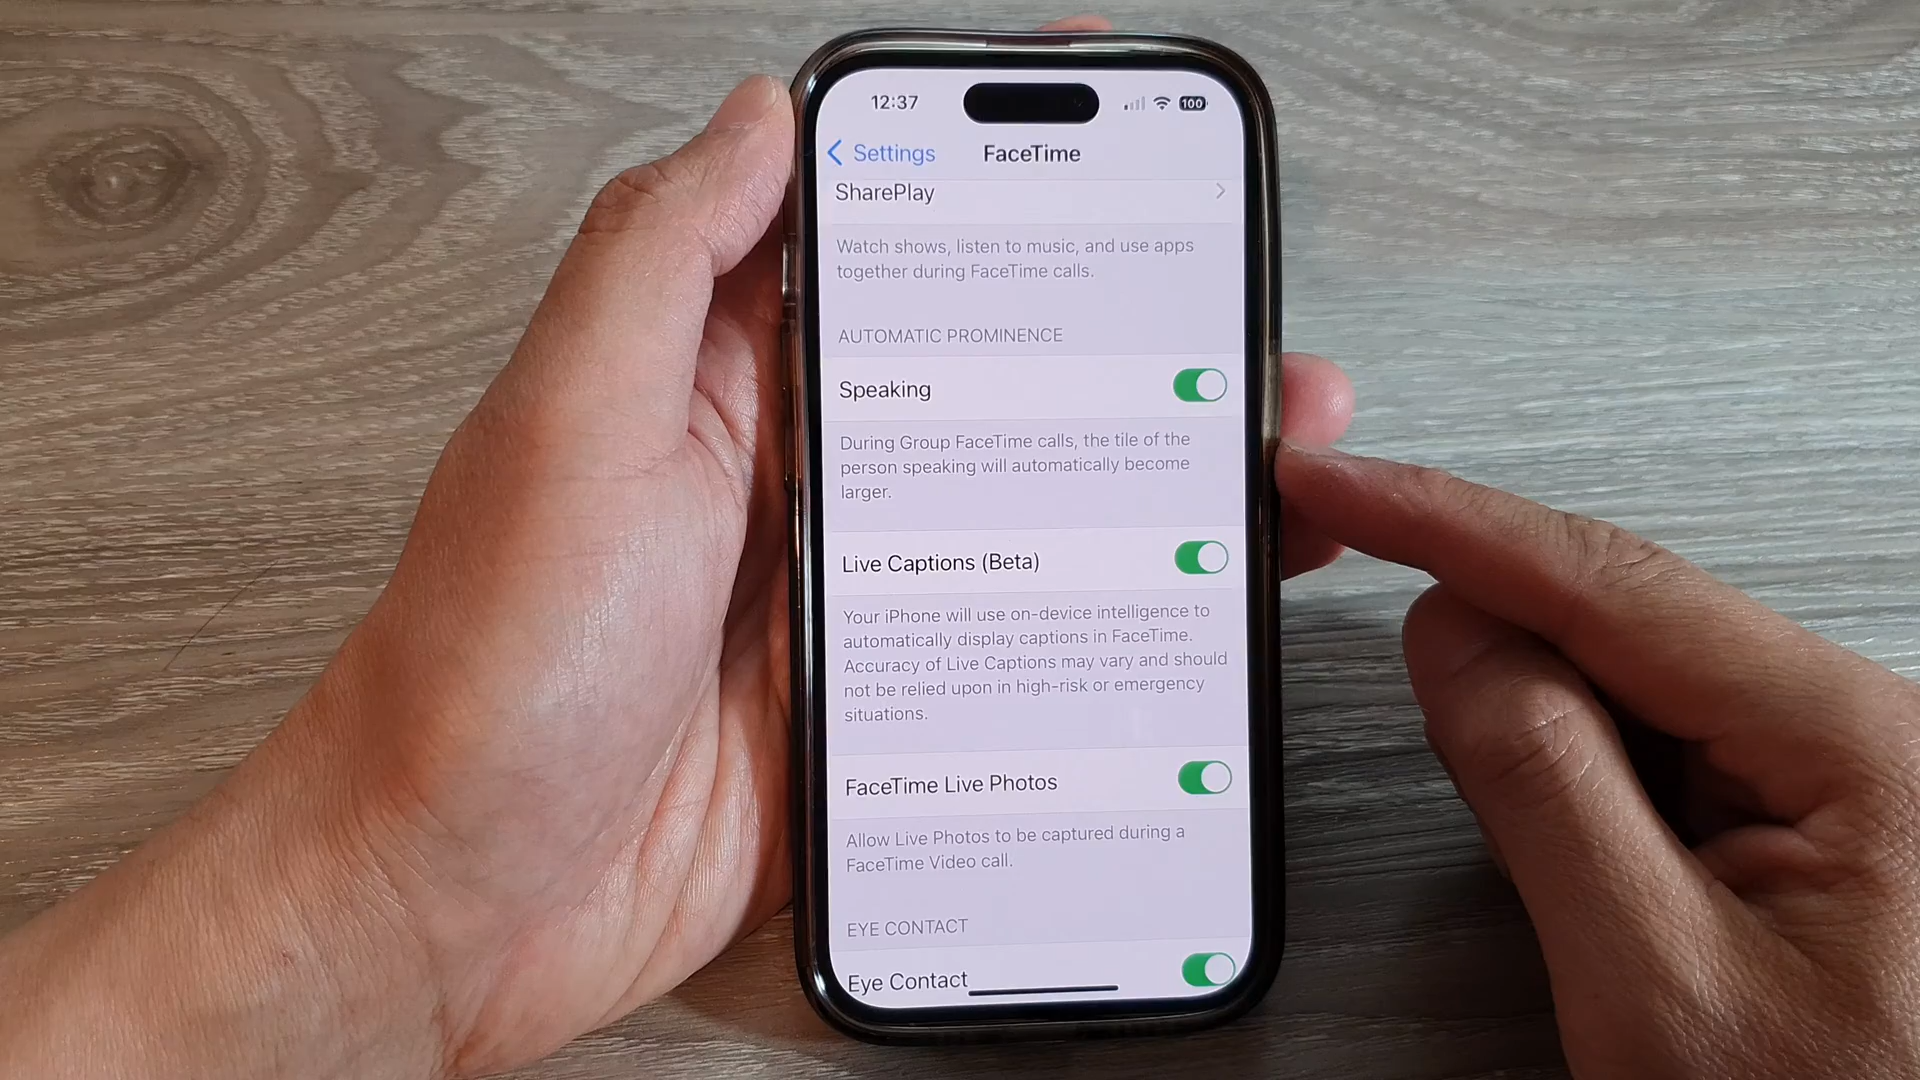 12:37
100
Settings
FaceTime
SharePlay
Watch shows, listen to music, and use apps
together during FaceTime calls.
AUTOMATIC PROMINENCE
Speaking
During Group FaceTime calls, the tile of the
person speaking will automatically become
larger.
Live Captions (Beta)
Your iPhone will use on-device intelligence to
automatically display captions in FaceTime.
Accuracy of Live Captions may vary and should
not be relied upon in high-risk or emergency
situations.
FaceTime Live Photos
Allow Live Photos to be captured during a
FaceTime Video call.
EYE CONTACT
Eye Contact